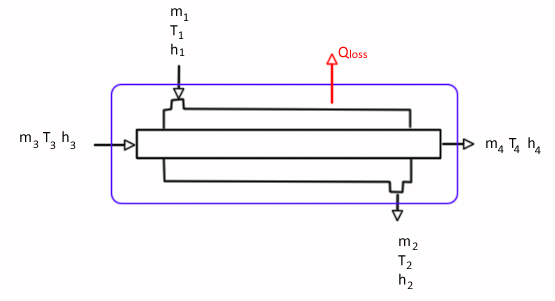 m₁
T₁
h₁
Qloss
m₃ T₃ h₃
m₄ T₄ h₄
m₂
T₂
h₂